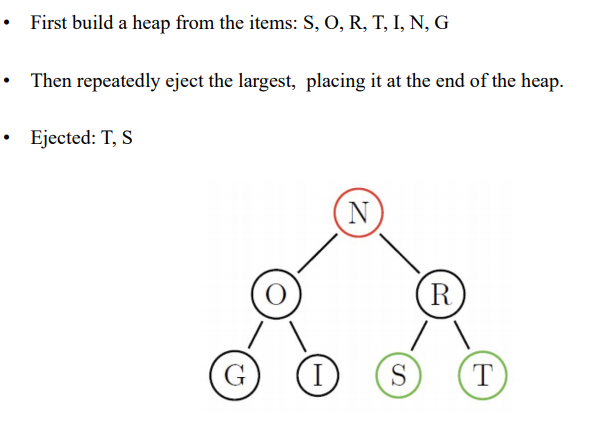 • First build a heap from the items: S, O, R, T, I, N, G
• Then repeatedly eject the largest, placing it at the end of the heap.
• Ejected: T, S
N
O R
G I S T